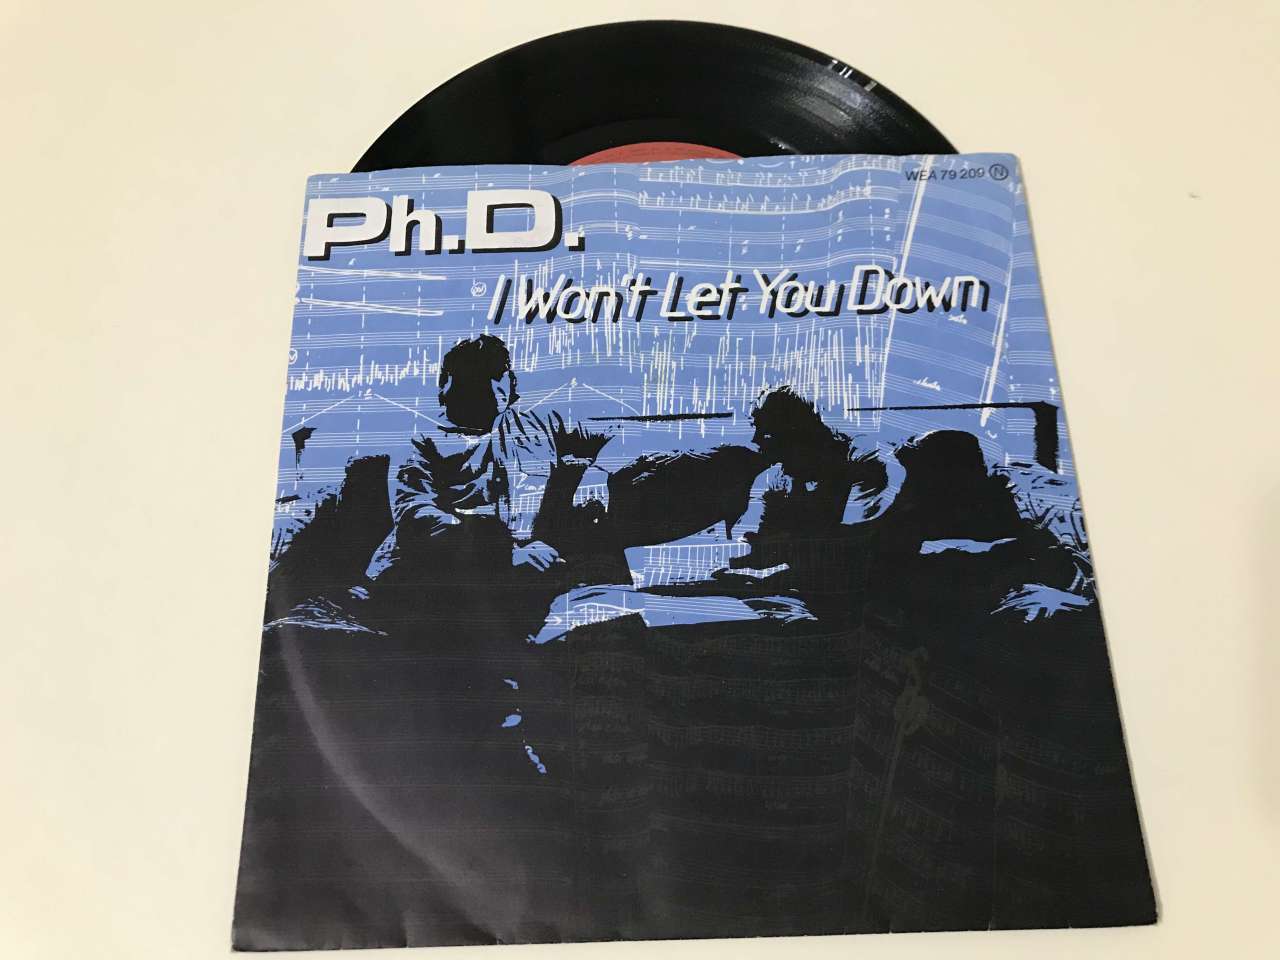 WEA 79 209 N
Ph.D.
I Won't Let You Down